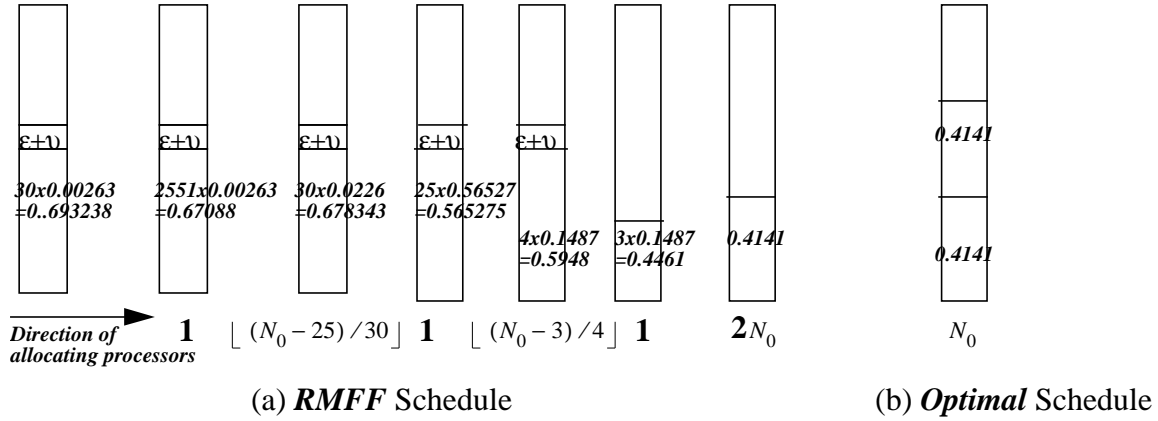 ε+υ ε+υ ε+υ ε+υ ε+υ 0.4141
30x0.00263 2551x0.00263 30x0.0226 25x0.56527
=0..693238 =0.67088 =0.678343 =0.565275
4x0.1487 3x0.1487 0.4141 0.4141
=0.5948 =0.4461
Direction of 1 ⌊ (N0 − 25) / 30 ⌋ 1 ⌊ (N0 − 3) / 4 ⌋ 1 2N0 N0
allocating processors
(a) RMFF Schedule (b) Optimal Schedule